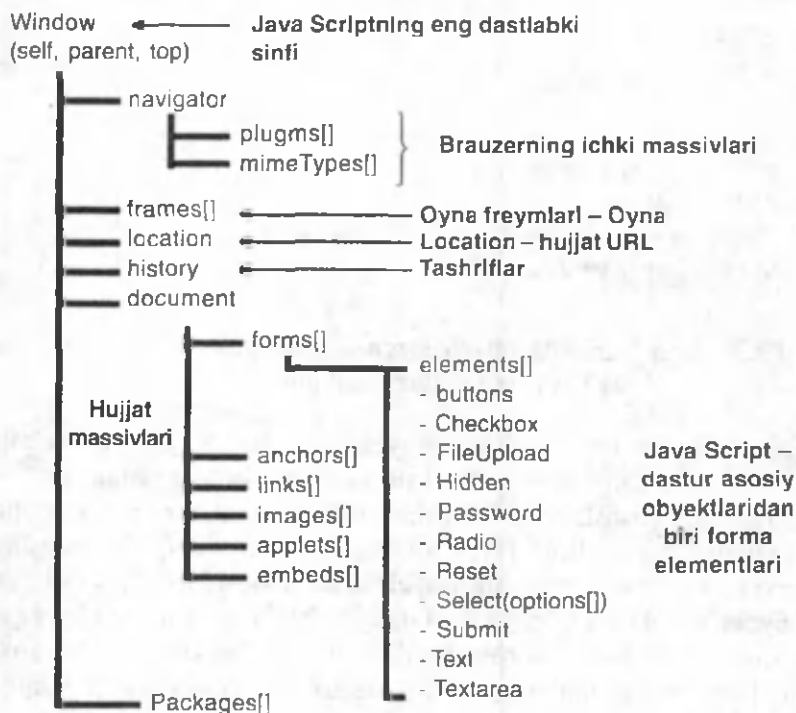 Window
Java Scriptning eng dastlabki
(self, parent, top)
sinfi
navigator
plugms[]
mimeTypes[]
Brauzerning ichki massivlari
frames[]
Oyna freymlari – Oyna
location
Location – hujjat URL
history
Tashriflar
document
forms[]
elements[]
- buttons
- Checkbox
- FileUpload
- Hidden
- Password
- Radio
- Reset
- Select(options[])
- Submit
- Text
- Textarea
Hujjat
massivlari
anchors[]
links[]
images[]
applets[]
embeds[]
Java Script –
dastur asosiy
obyektlaridan
biri forma
elementlari
Packages[]